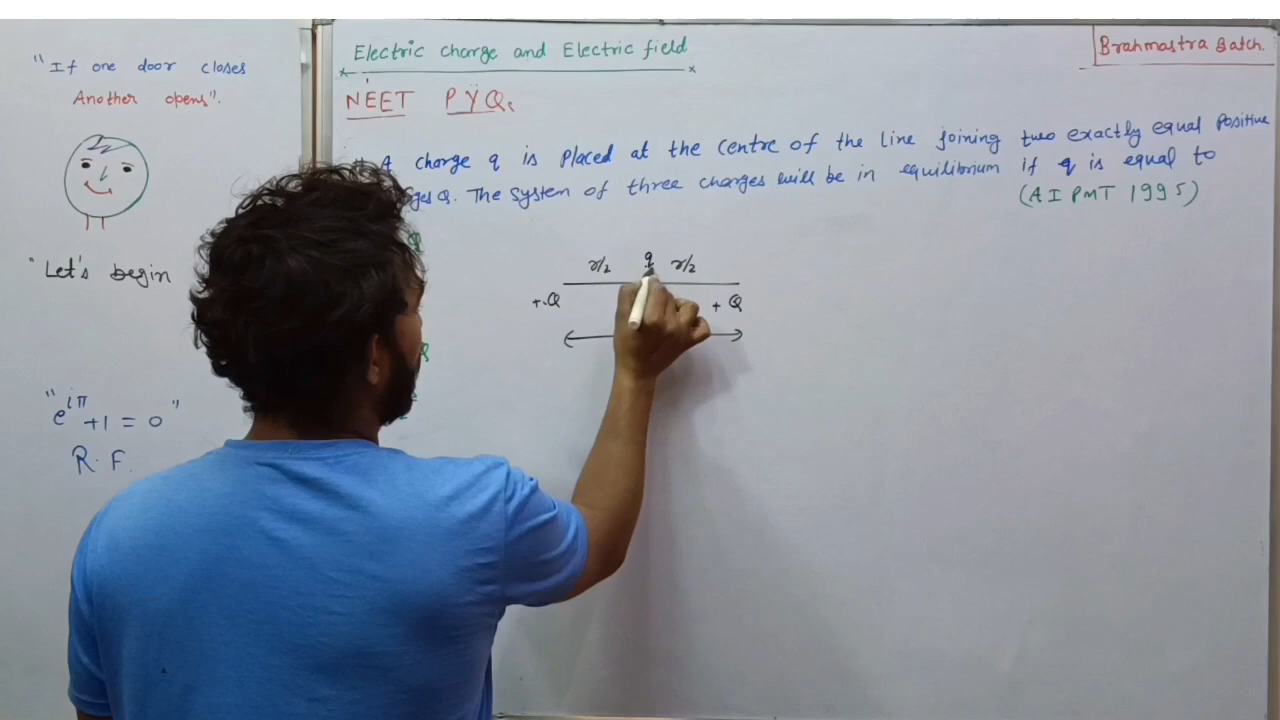 "If one door closes
Another opens".
"Let's begin
"e^iπ +1 = 0"
R. F.
Electric charge and Electric field
Brahmastra Batch.
NEET PYQs
A charge q is placed at the centre of the line joining two exactly equal positive
Q. The system of three charges will be in equilibrium if q is equal to
(AIPMT 1995)
r/2 q r/2
+Q +Q